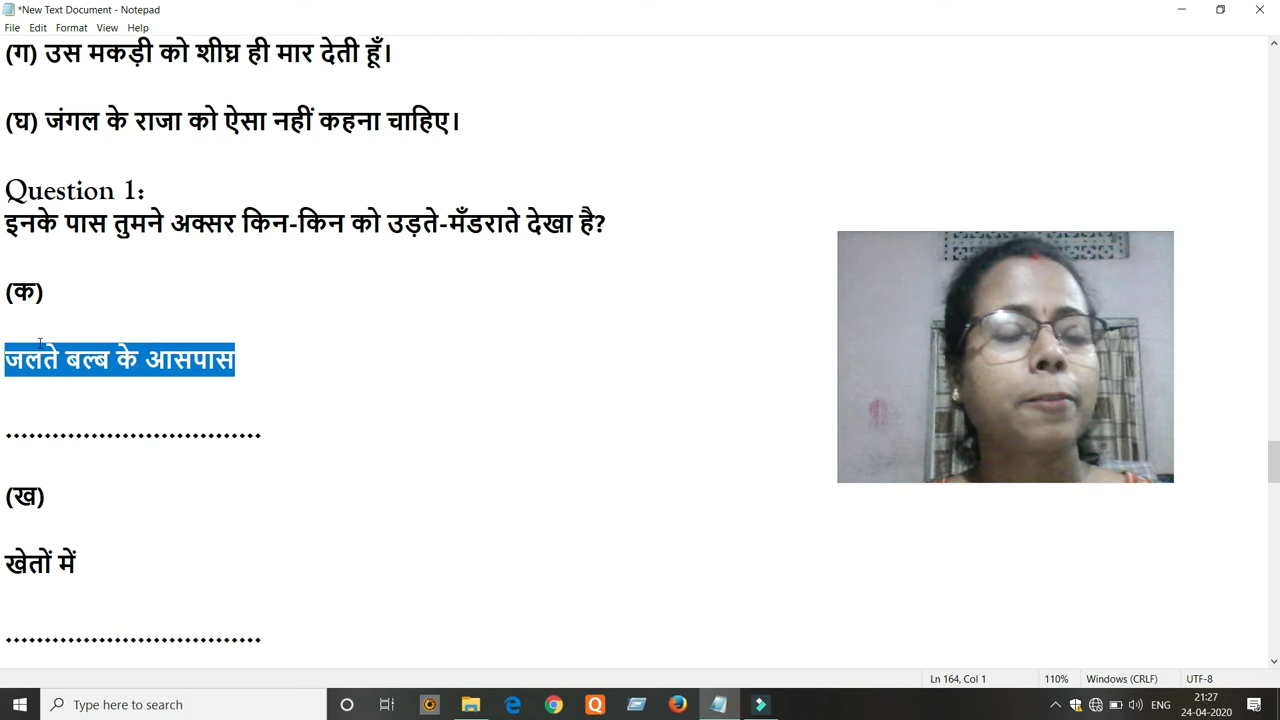 *New Text Document - Notepad
File Edit Format View Help
(ग) उस मकड़ी को शीघ्र ही मार देती हूँ।
(घ) जंगल के राजा को ऐसा नहीं कहना चाहिए।
Question 1:
इनके पास तुमने अक्सर किन-किन को उड़ते-मँडराते देखा है?
(क)
जलते बल्ब के आसपास
.................................
(ख)
खेतों में
.................................
Ln 164, Col 1 110% Windows (CRLF) UTF-8
Type here to search
ENG
21:27
24-04-2020